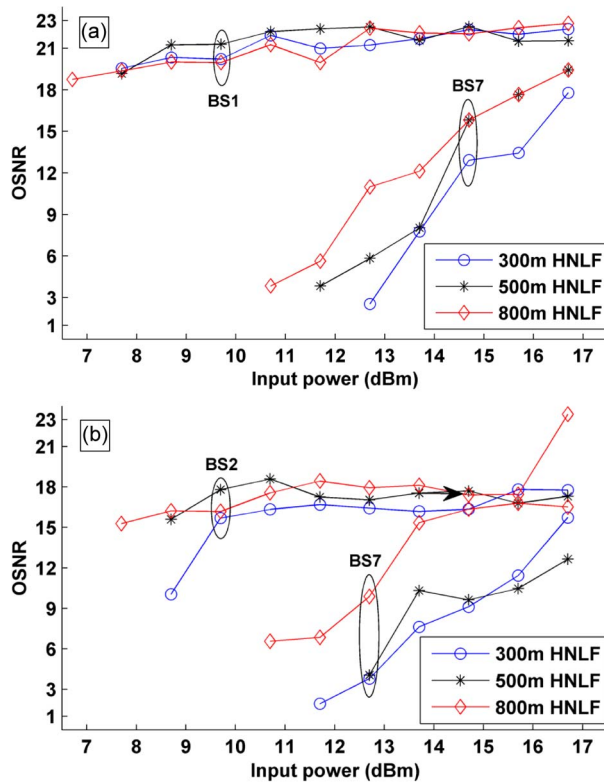 (a)
23
21
18
15
12
9
6
3
1
OSNR
BS1
BS7
300m HNLF
500m HNLF
800m HNLF
7 8 9 10 11 12 13 14 15 16 17
Input power (dBm)
(b)
23
21
18
15
12
9
6
3
1
OSNR
BS2
BS7
300m HNLF
500m HNLF
800m HNLF
7 8 9 10 11 12 13 14 15 16 17
Input power (dBm)